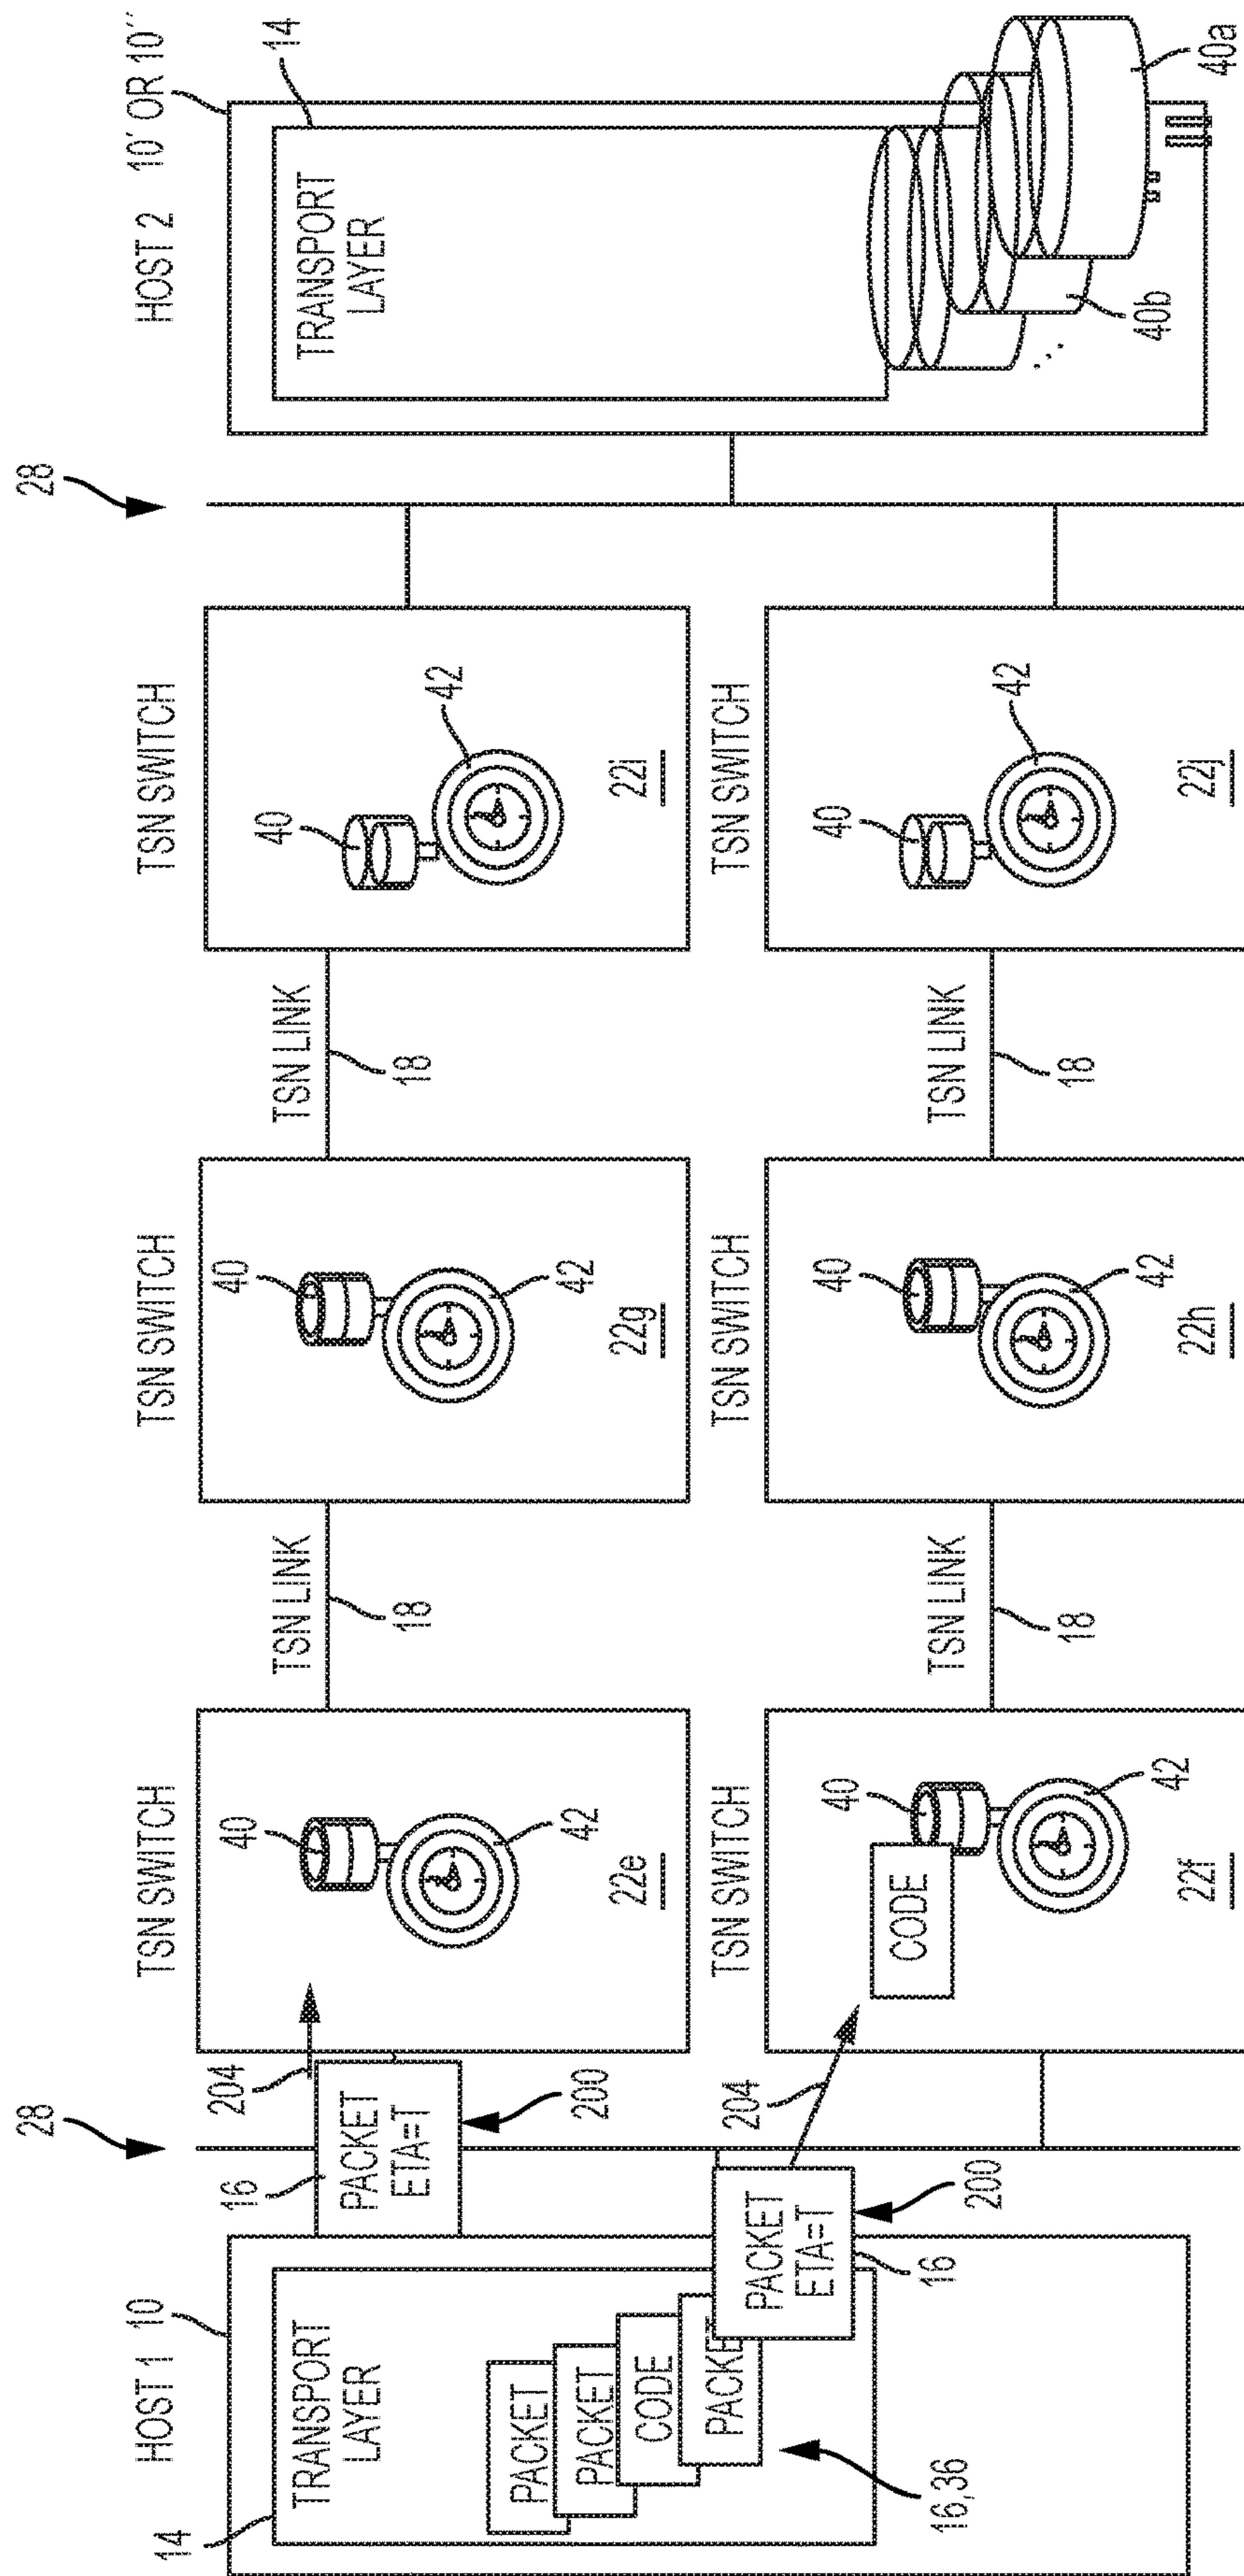 28
28
HOST 1 10
TSN SWITCH
TSN SWITCH
TSN SWITCH
HOST 2 10′ OR 10″
14
TRANSPORT
LAYER
16
204
PACKET
ETA=T
200
40
42
22e
TSN LINK
18
40
42
22g
TSN LINK
18
40
42
22i
14
TRANSPORT
LAYER
PACKET
PACKET
CODE
PACKE
16,36
PACKET
ETA=T
16
200
204
TSN SWITCH
CODE
40
42
22f
TSN LINK
18
TSN SWITCH
40
42
22h
TSN LINK
18
TSN SWITCH
40
42
22j
...
40b
40a